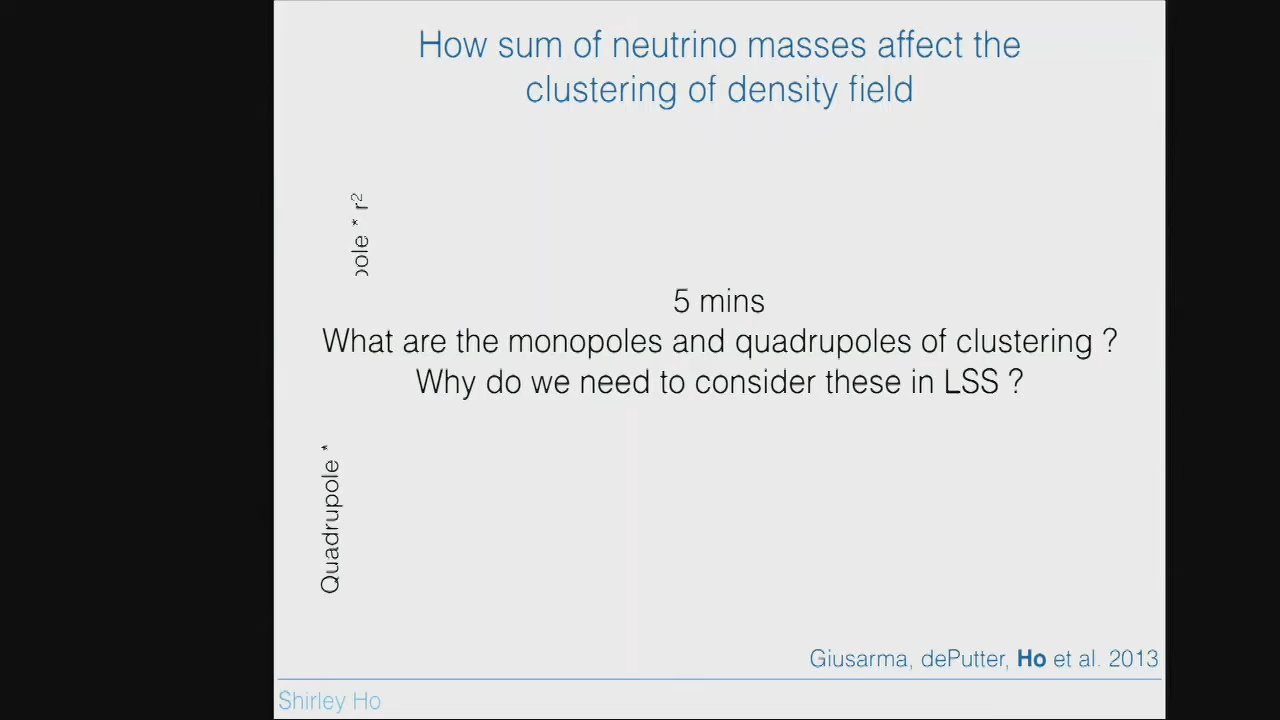 How sum of neutrino masses affect the
clustering of density field
pole * r²
5 mins
What are the monopoles and quadrupoles of clustering ?
Why do we need to consider these in LSS ?
Quadrupole *
Giusarma, dePutter, Ho et al. 2013
Shirley Ho